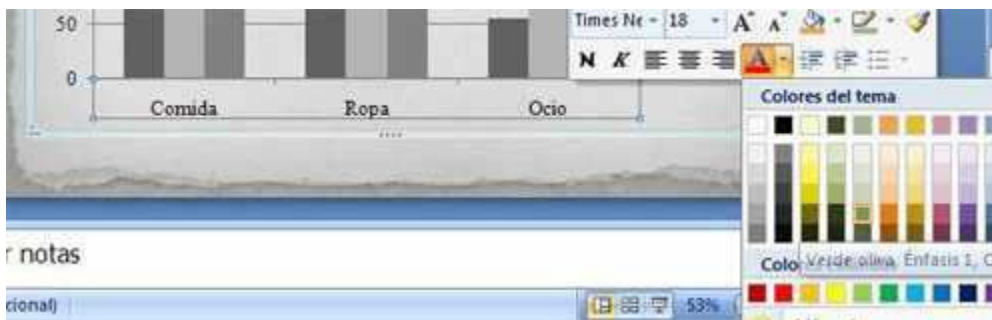 50
Times Ne 18 A A
N K A
0
Colores del tema
Comida Ropa Ocio
r notas
Colo Verde oliva, Énfasis 1, C
cional)
53%